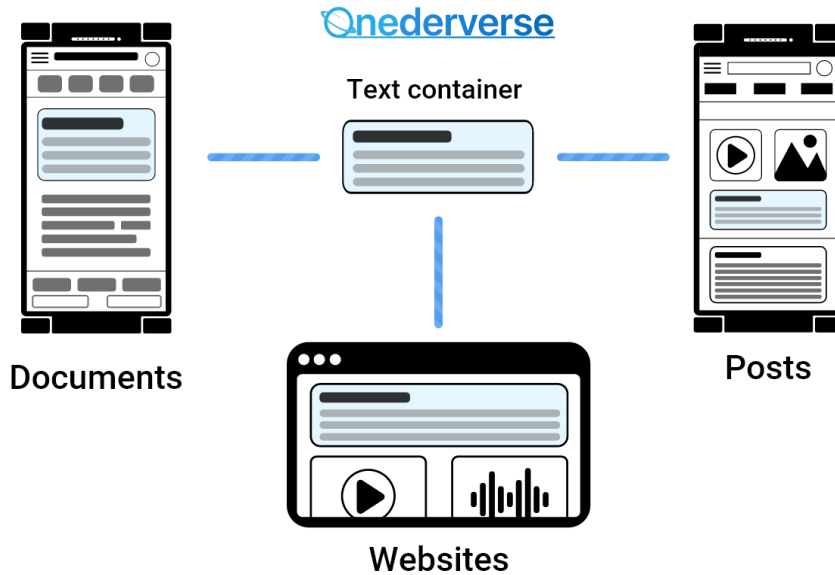 Onederverse
Text container
Documents
Posts
Websites